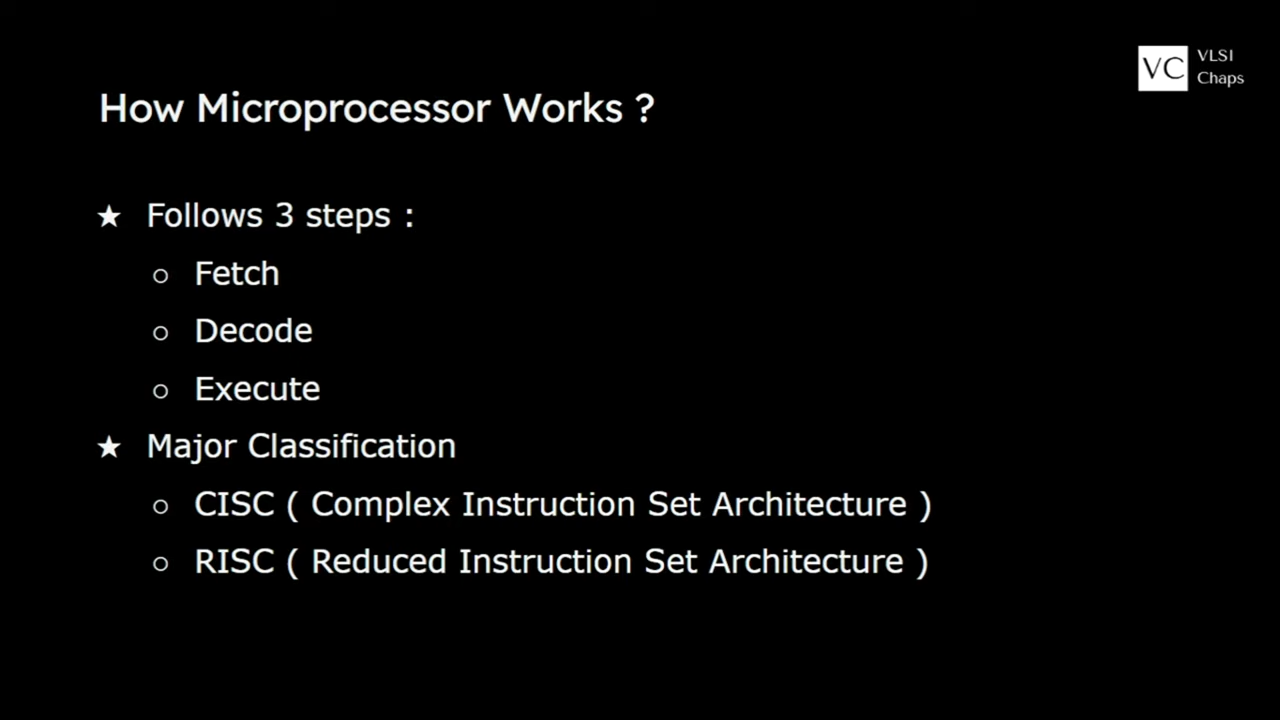 VC VLSI
Chaps
How Microprocessor Works ?
★ Follows 3 steps :
○ Fetch
○ Decode
○ Execute
★ Major Classification
○ CISC ( Complex Instruction Set Architecture )
○ RISC ( Reduced Instruction Set Architecture )